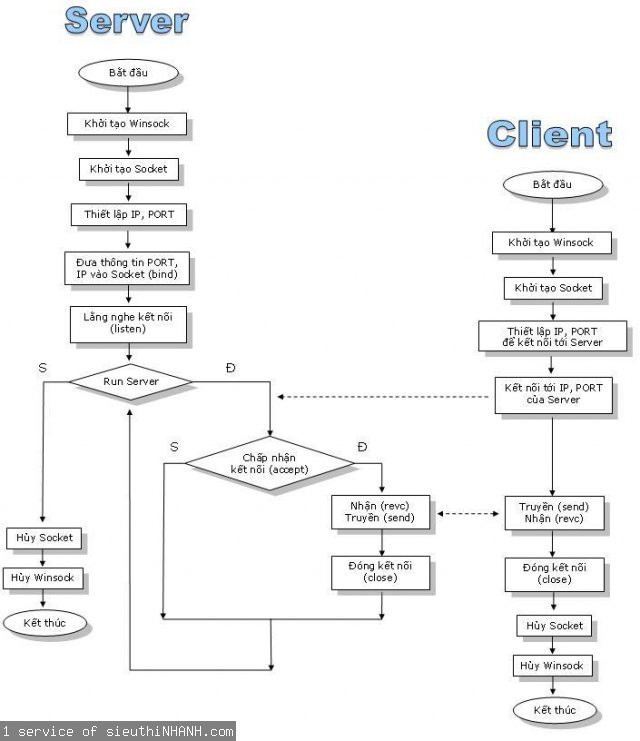 Server
Bắt đầu
Khởi tạo Winsock
Khởi tạo Socket
Thiết lập IP, PORT
Đưa thông tin PORT,
IP vào Socket (bind)
Lắng nghe kết nối
(listen)
S
Run Server
Đ
S
Chấp nhận
kết nối (accept)
Đ
Nhận (revc)
Truyền (send)
Đóng kết nối
(close)
Hủy Socket
Hủy Winsock
Kết thúc
Client
Bắt đầu
Khởi tạo Winsock
Khởi tạo Socket
Thiết lập IP, PORT
để kết nối tới Server
Kết nối tới IP, PORT
của Server
Truyền (send)
Nhận (revc)
Đóng kết nối
(close)
Hủy Socket
Hủy Winsock
Kết thúc
1 service of sieuthiNHANH.com